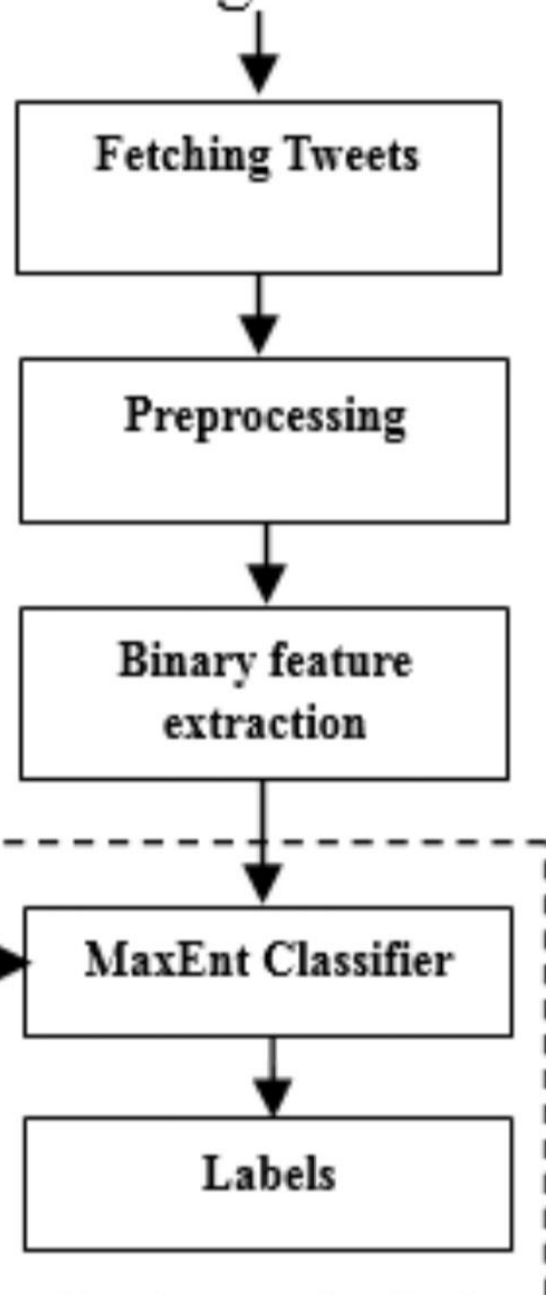 Fetching Tweets
Preprocessing
Binary feature
extraction
MaxEnt Classifier
Labels